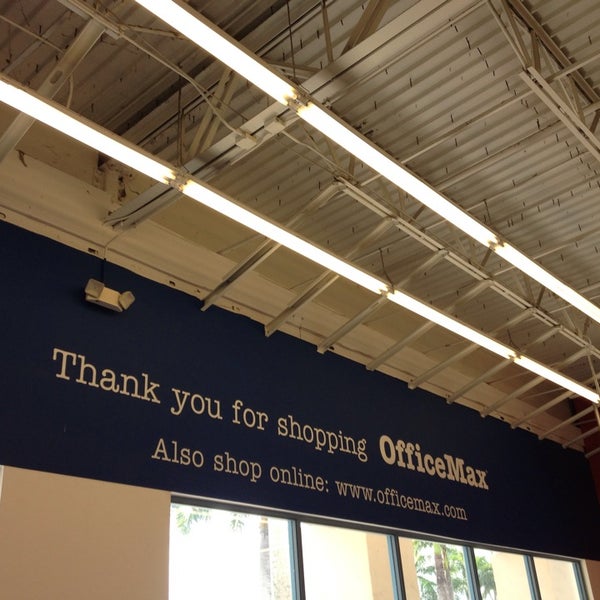 Thank you for shopping OfficeMax
Also shop online: www.officemax.com